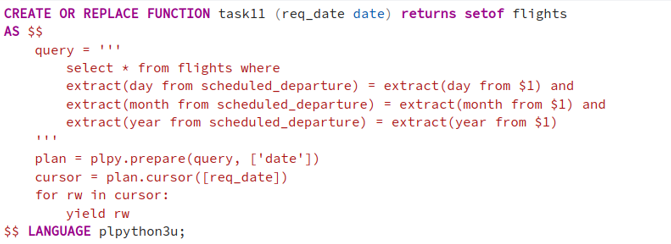 CREATE OR REPLACE FUNCTION task11 (req_date date) returns setof flights
AS $$
    query = '''
        select * from flights where
        extract(day from scheduled_departure) = extract(day from $1) and
        extract(month from scheduled_departure) = extract(month from $1) and
        extract(year from scheduled_departure) = extract(year from $1)
    '''
    plan = plpy.prepare(query, ['date'])
    cursor = plan.cursor([req_date])
    for rw in cursor:
        yield rw
$$ LANGUAGE plpython3u;